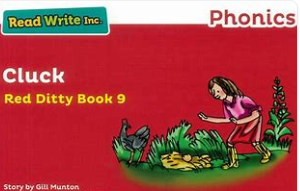 Read Write Inc.
Phonics
Cluck
Red Ditty Book 9
Story by Gill Munton